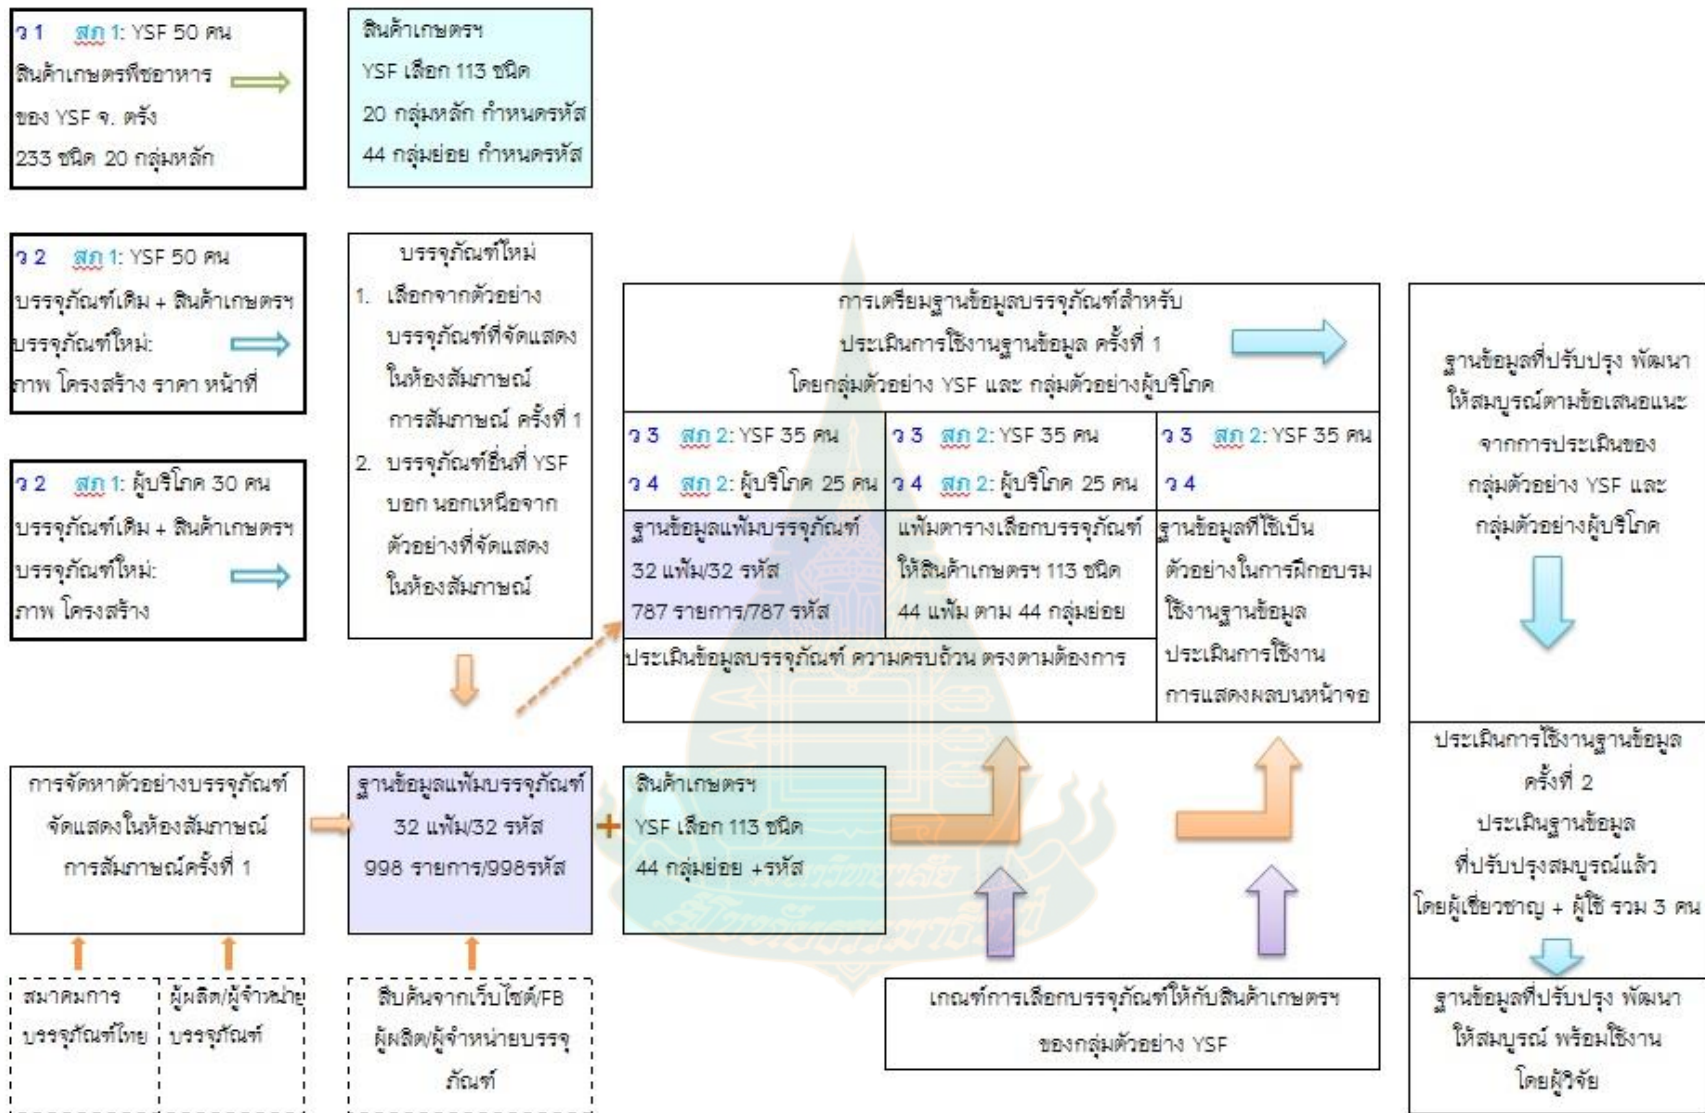 ว 1 สภ 1: YSF 50 คน
สินค้าเกษตรพืชอาหาร
ของ YSF จ. ตรัง
233 ชนิด 20 กลุ่มหลัก
สินค้าเกษตรฯ
YSF เลือก 113 ชนิด
20 กลุ่มหลัก กำหนดรหัส
44 กลุ่มย่อย กำหนดรหัส
ว 2 สภ 1: YSF 50 คน
บรรจุภัณฑ์เดิม + สินค้าเกษตรฯ
บรรจุภัณฑ์ใหม่:
ภาพ โครงสร้าง ราคา หน้าที่
ว 2 สภ 1: ผู้บริโภค 30 คน
บรรจุภัณฑ์เดิม + สินค้าเกษตรฯ
บรรจุภัณฑ์ใหม่:
ภาพ โครงสร้าง
บรรจุภัณฑ์ใหม่
1. เลือกจากตัวอย่าง
บรรจุภัณฑ์ที่จัดแสดง
ในห้องสัมภาษณ์
การสัมภาษณ์ ครั้งที่ 1
2. บรรจุภัณฑ์อื่นที่ YSF
บอก นอกเหนือจาก
ตัวอย่างที่จัดแสดง
ในห้องสัมภาษณ์
การเตรียมฐานข้อมูลบรรจุภัณฑ์สำหรับ
ประเมินการใช้งานฐานข้อมูล ครั้งที่ 1
โดยกลุ่มตัวอย่าง YSF และ กลุ่มตัวอย่างผู้บริโภค
ว 3 สภ 2: YSF 35 คน
ว 4 สภ 2: ผู้บริโภค 25 คน
ว 3 สภ 2: YSF 35 คน
ว 4 สภ 2: ผู้บริโภค 25 คน
ว 3 สภ 2: YSF 35 คน
ว 4
ฐานข้อมูลแฟ้มบรรจุภัณฑ์
32 แฟ้ม/32 รหัส
787 รายการ/787 รหัส
แฟ้มตารางเลือกบรรจุภัณฑ์
ให้สินค้าเกษตรฯ 113 ชนิด
44 แฟ้ม ตาม 44 กลุ่มย่อย
ฐานข้อมูลที่ใช้เป็น
ตัวอย่างในการฝึกอบรม
ใช้งานฐานข้อมูล
ประเมินการใช้งาน
การแสดงผลบนหน้าจอ
ประเมินข้อมูลบรรจุภัณฑ์ ความครบถ้วน ตรงตามต้องการ
ฐานข้อมูลที่ปรับปรุง พัฒนา
ให้สมบูรณ์ตามข้อเสนอแนะ
จากการประเมินของ
กลุ่มตัวอย่าง YSF และ
กลุ่มตัวอย่างผู้บริโภค
การจัดหาตัวอย่างบรรจุภัณฑ์
จัดแสดงในห้องสัมภาษณ์
การสัมภาษณ์ครั้งที่ 1
ฐานข้อมูลแฟ้มบรรจุภัณฑ์
32 แฟ้ม/32 รหัส
998 รายการ/998รหัส
+
สินค้าเกษตรฯ
YSF เลือก 113 ชนิด
44 กลุ่มย่อย +รหัส
ประเมินการใช้งานฐานข้อมูล
ครั้งที่ 2
ประเมินฐานข้อมูล
ที่ปรับปรุงสมบูรณ์แล้ว
โดยผู้เชี่ยวชาญ + ผู้ใช้ รวม 3 คน
สมาคมการ
บรรจุภัณฑ์ไทย
ผู้ผลิต/ผู้จำหน่าย
บรรจุภัณฑ์
สืบค้นจากเว็บไซต์/FB
ผู้ผลิต/ผู้จำหน่ายบรรจุ
ภัณฑ์
เกณฑ์การเลือกบรรจุภัณฑ์ให้กับสินค้าเกษตรฯ
ของกลุ่มตัวอย่าง YSF
ฐานข้อมูลที่ปรับปรุง พัฒนา
ให้สมบูรณ์ พร้อมใช้งาน
โดยผู้วิจัย